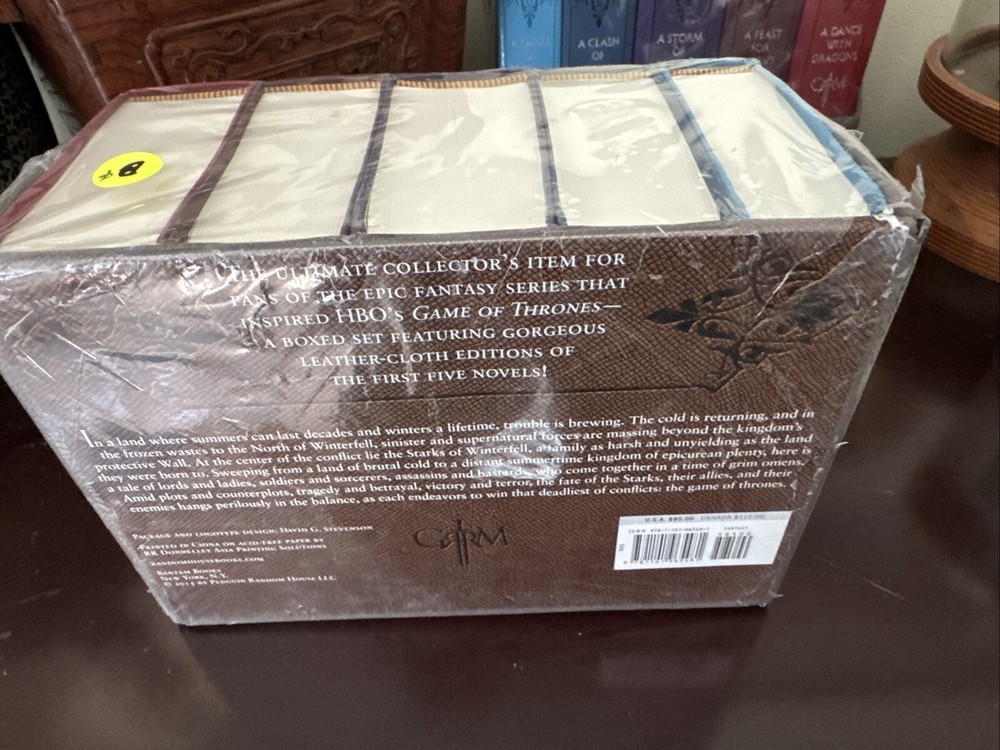 A CLASH
OF
A STORM
OF
A FEAST
FOR
A DANCE
WITH
DRAGONS
GRRM
THE ULTIMATE COLLECTOR'S ITEM FOR
FANS OF THE EPIC FANTASY SERIES THAT
INSPIRED HBO'S GAME OF THRONES—
A BOXED SET FEATURING GORGEOUS
LEATHER-CLOTH EDITIONS OF
THE FIRST FIVE NOVELS!
In a land where summers can last decades and winters a lifetime, trouble is brewing. The cold is returning, and in
the frozen wastes to the North of Winterfell, sinister and supernatural forces are massing beyond the kingdom's
protective Wall. At the center of the conflict lie the Starks of Winterfell, a family as harsh and unyielding as the land
they were born to. Sweeping from a land of brutal cold to a distant summertime kingdom of epicurean plenty, here is
a tale of lords and ladies, soldiers and sorcerers, assassins and bastards, who come together in a time of grim omens.
Amid plots and counterplots, tragedy and betrayal, victory and terror, the fate of the Starks, their allies, and their
enemies hangs perilously in the balance, as each endeavors to win that deadliest of conflicts: the game of thrones.
PACKAGE AND LOGOTYPE DESIGN: DAVID G. STEVENSON
PRINTED IN CHINA ON ACID-FREE PAPER BY
RR DONNELLEY ASIA PRINTING SOLUTIONS
RANDOMHOUSEBOOKS.COM
BANTAM BOOKS
NEW YORK, N.Y.
© 2015 BY PENGUIN RANDOM HOUSE LLC
GRRM
U.S.A. $85.00 CANADA $110.00